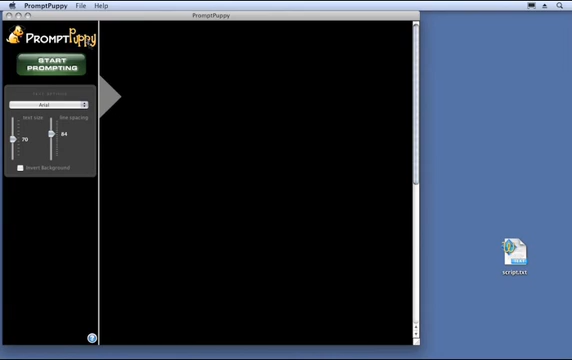 PromptPuppy File Help
PromptPuppy
PROMPTPuppy
START
PROMPTING
Arial
text size
line spacing
70
84
Invert Background
?
script.txt